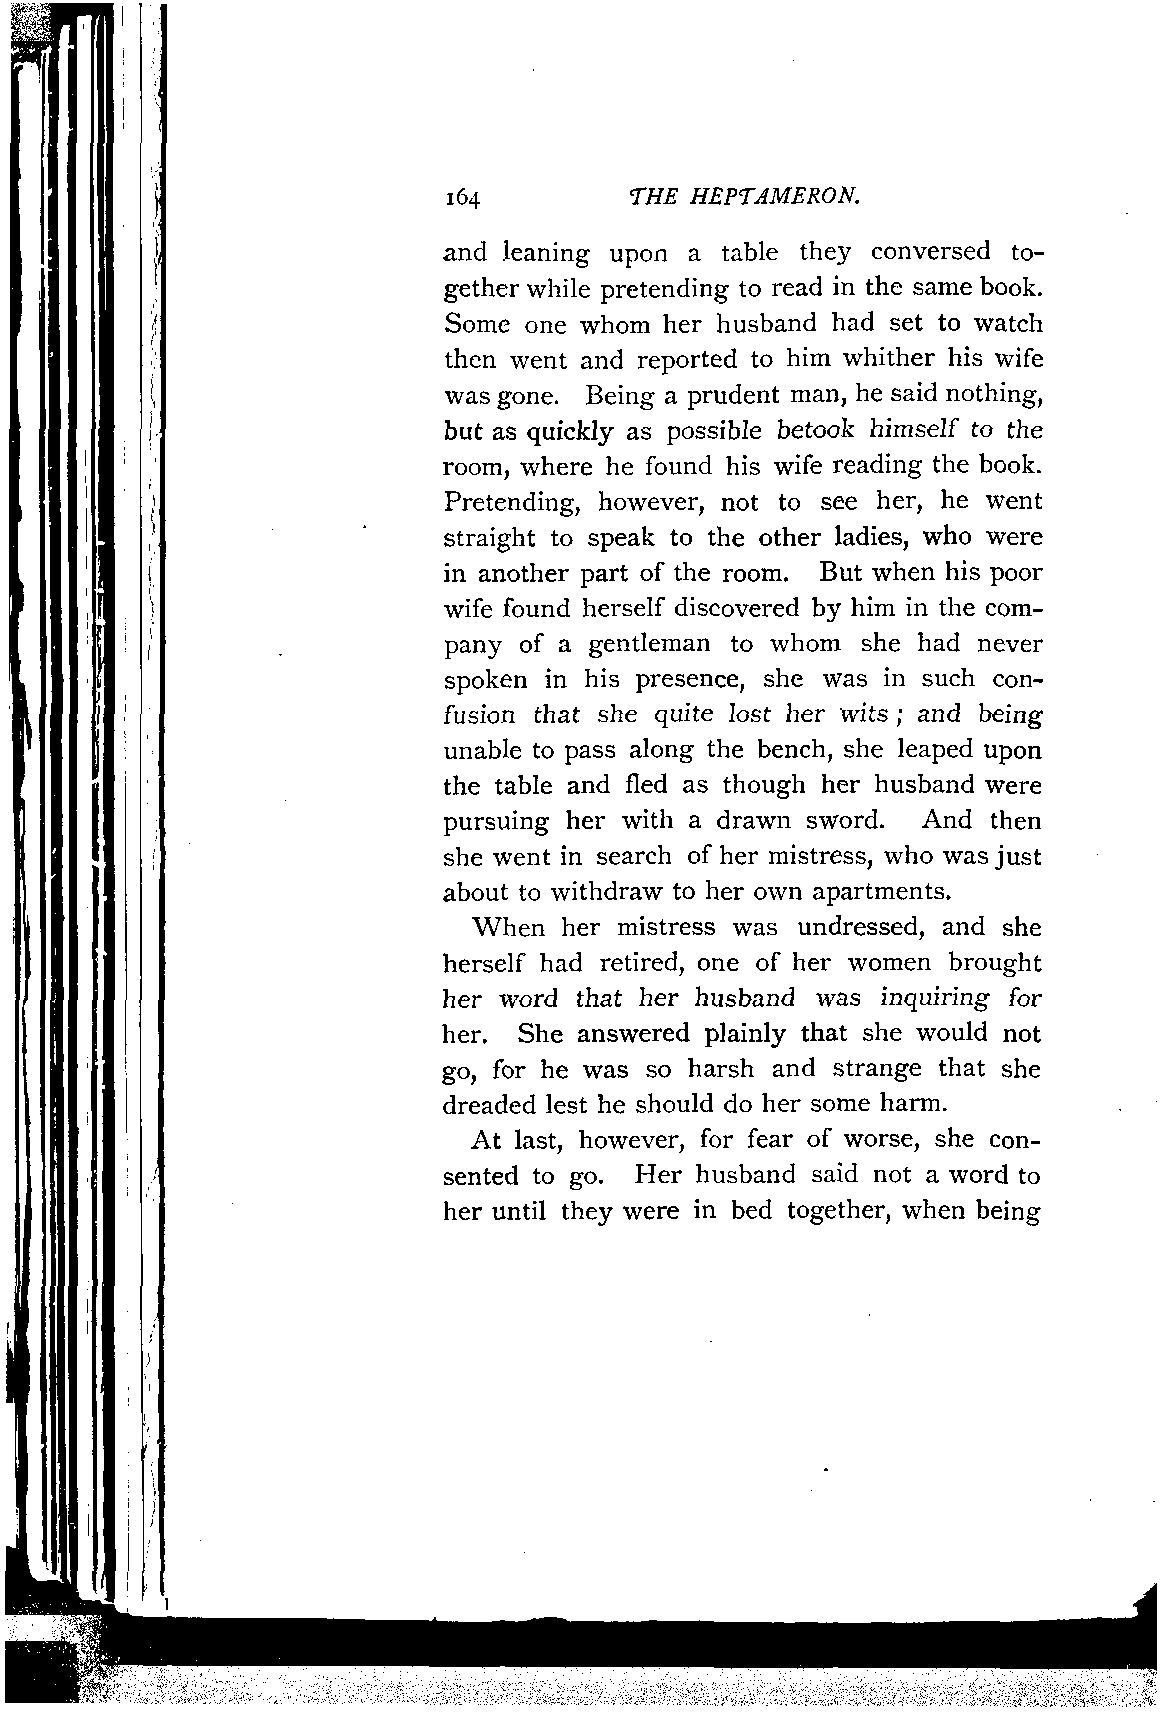 164 THE HEPTAMERON.
and leaning upon a table they conversed to-
gether while pretending to read in the same book.
Some one whom her husband had set to watch
then went and reported to him whither his wife
was gone. Being a prudent man, he said nothing,
but as quickly as possible betook himself to the
room, where he found his wife reading the book.
Pretending, however, not to see her, he went
straight to speak to the other ladies, who were
in another part of the room. But when his poor
wife found herself discovered by him in the com-
pany of a gentleman to whom she had never
spoken in his presence, she was in such con-
fusion that she quite lost her wits ; and being
unable to pass along the bench, she leaped upon
the table and fled as though her husband were
pursuing her with a drawn sword. And then
she went in search of her mistress, who was just
about to withdraw to her own apartments.
When her mistress was undressed, and she
herself had retired, one of her women brought
her word that her husband was inquiring for
her. She answered plainly that she would not
go, for he was so harsh and strange that she
dreaded lest he should do her some harm.
At last, however, for fear of worse, she con-
sented to go. Her husband said not a word to
her until they were in bed together, when being